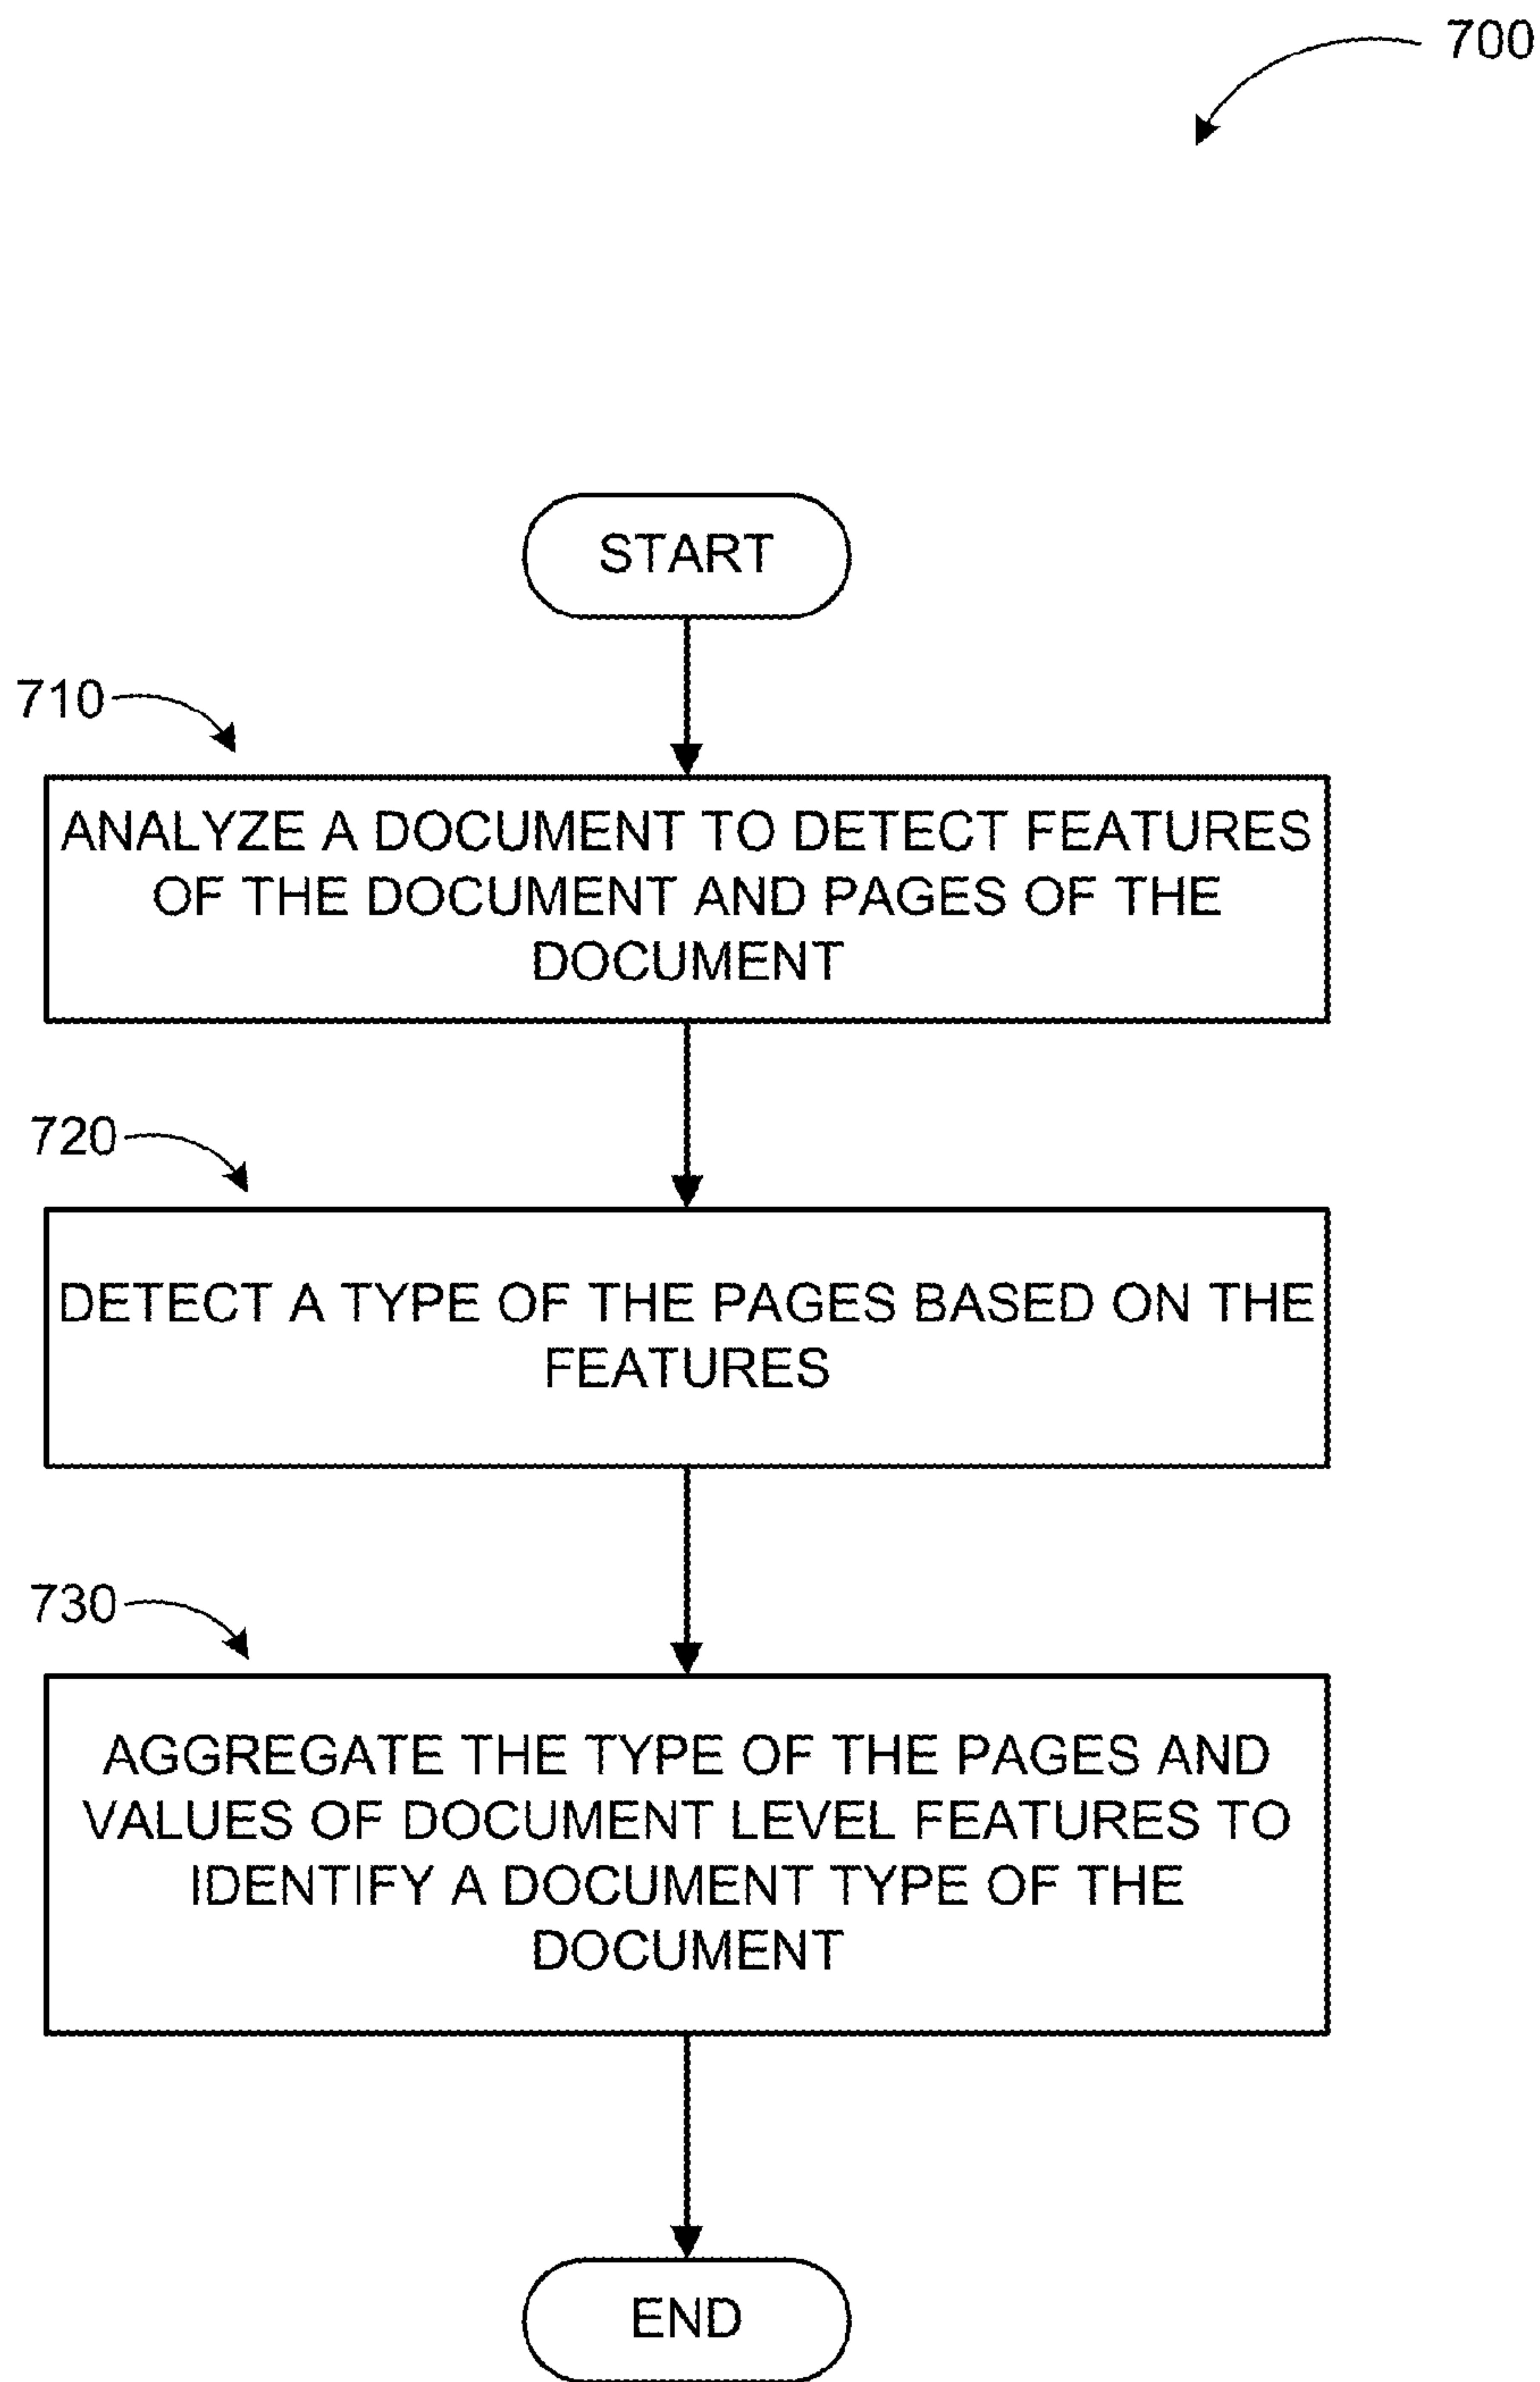 700
START
710
ANALYZE A DOCUMENT TO DETECT FEATURES
OF THE DOCUMENT AND PAGES OF THE
DOCUMENT
720
DETECT A TYPE OF THE PAGES BASED ON THE
FEATURES
730
AGGREGATE THE TYPE OF THE PAGES AND
VALUES OF DOCUMENT LEVEL FEATURES TO
IDENTIFY A DOCUMENT TYPE OF THE
DOCUMENT
END